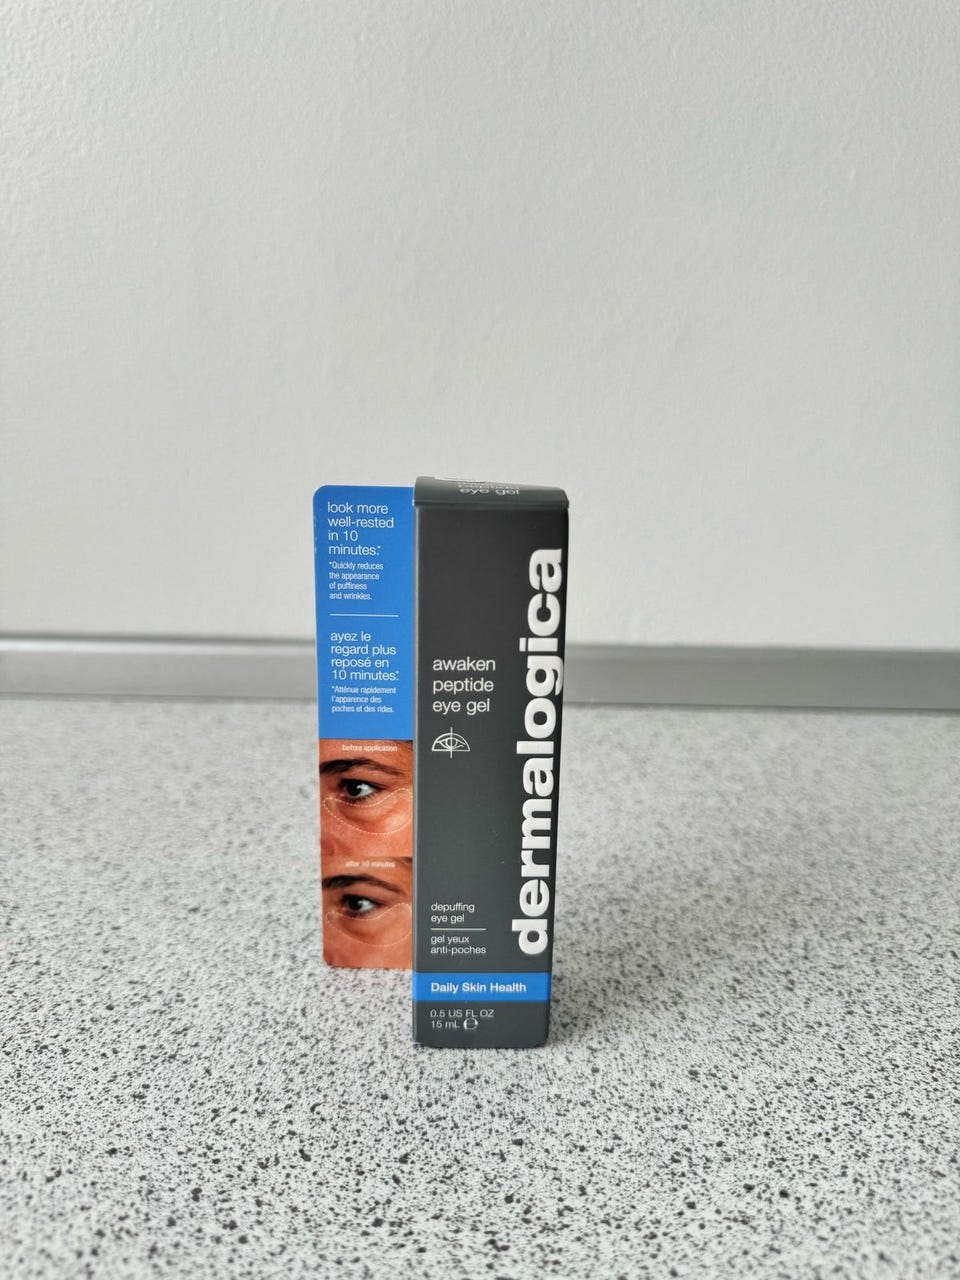 look more
well-rested
in 10
minutes.*
*Quickly reduces
the appearance
of puffiness
and wrinkles.
ayez le
regard plus
reposé en
10 minutes.*
*Atténue rapidement
l'apparence des
poches et des rides.
before application
after 10 minutes
peptide
eye gel
awaken
peptide
eye gel
dermalogica
depuffing
eye gel
gel yeux
anti-poches
Daily Skin Health
0.5 US FL OZ
15 mL ℮